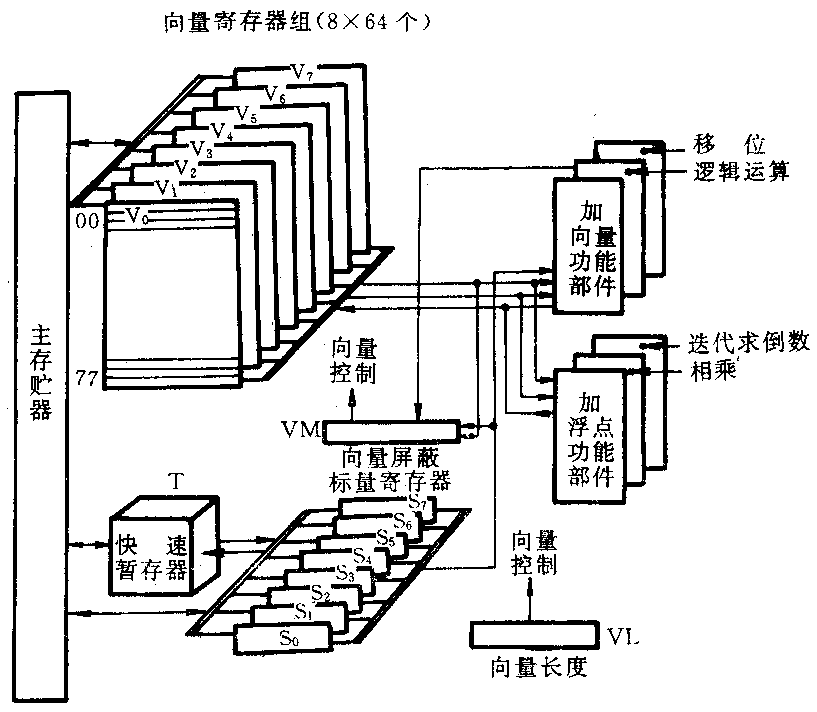 向量寄存器组(8×64个)
V7
V6
V5
V4
V3
V2
V1
V0
00
77
主存贮器
移位
逻辑运算
加
向量
功能
部件
迭代求倒数
相乘
加
浮点
功能
部件
向量
控制
VM
向量屏蔽
标量寄存器
T
快速
暂存器
S7
S6
S5
S4
S3
S2
S1
S0
向量
控制
VL
向量长度